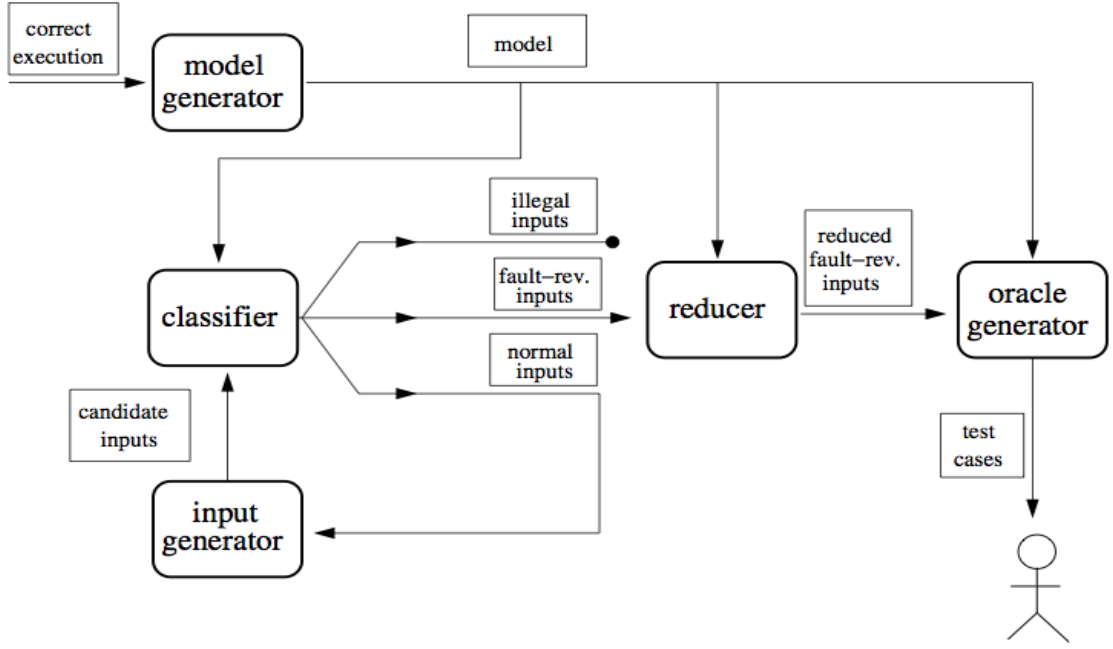 correct
execution
model
generator
model
illegal
inputs
fault−rev.
inputs
normal
inputs
classifier
reducer
reduced
fault−rev.
inputs
oracle
generator
candidate
inputs
input
generator
test
cases